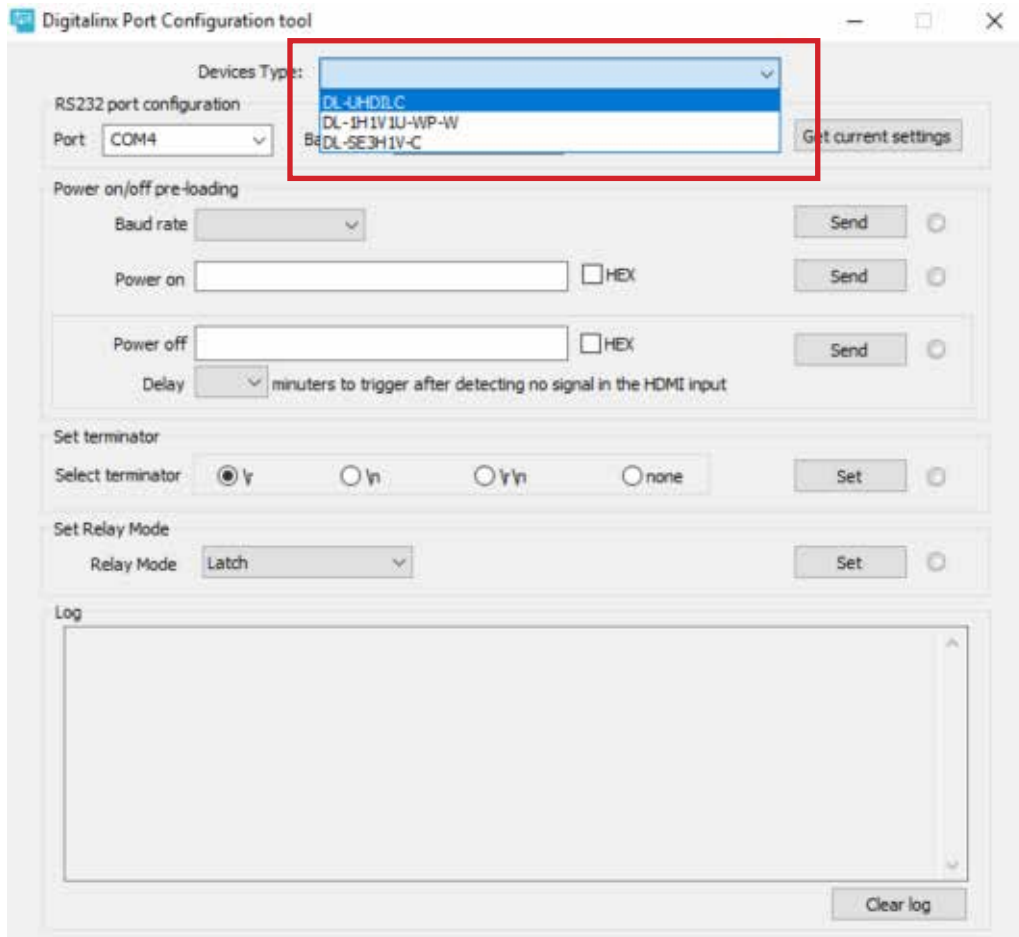 Digitalinx Port Configuration tool
Devices Type:
DL-UHDILC
RS232 port configuration
DL-1H1V1U-WP-W
Port COM4 Ba DL-SE3H1V-C Get current settings
Power on/off pre-loading
Baud rate Send
Power on HEX Send
Power off HEX Send
Delay minuters to trigger after detecting no signal in the HDMI input
Set terminator
Select terminator \r \n \r\n none Set
Set Relay Mode
Relay Mode Latch Set
Log
Clear log